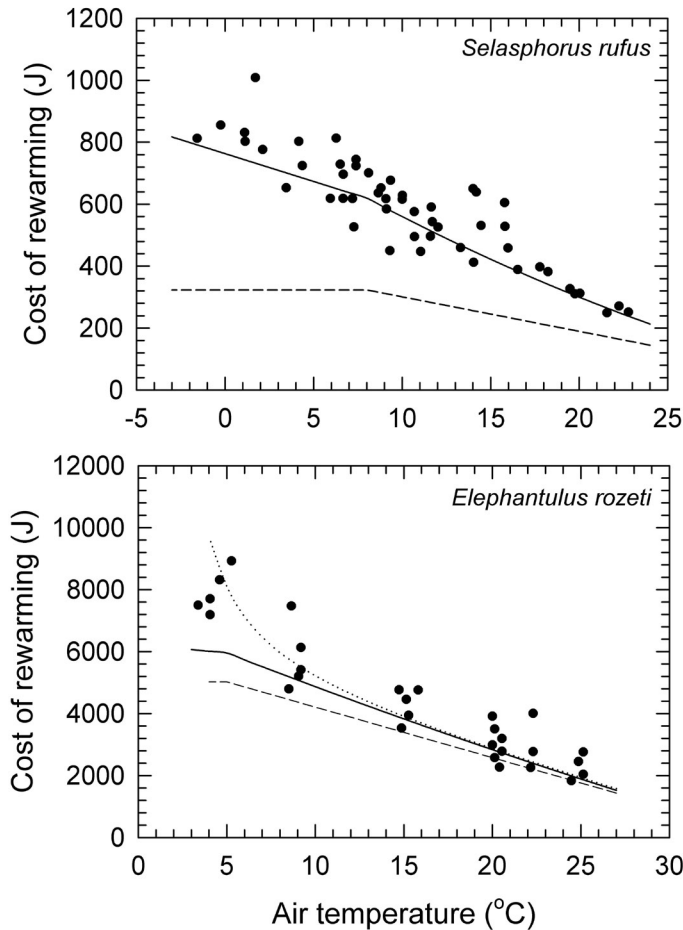 1200
Selasphorus rufus
1000
800
600
400
200
0
Cost of rewarming (J)
-5 0 5 10 15 20 25
12000
Elephantulus rozeti
10000
8000
6000
4000
2000
0
Cost of rewarming (J)
0 5 10 15 20 25 30
Air temperature (°C)